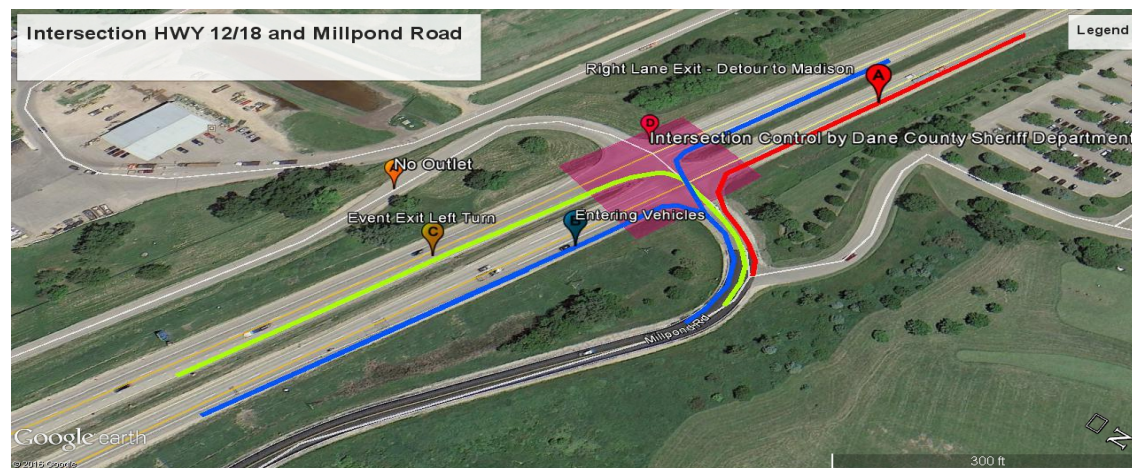 Intersection HWY 12/18 and Millpond Road
Legend
Right Lane Exit - Detour to Madison
A
D
Intersection Control by Dane County Sheriff Department
No Outlet
Event Exit Left Turn
Entering Vehicles
C
Millpond Rd
Google earth
© 2016 Google
300 ft
N